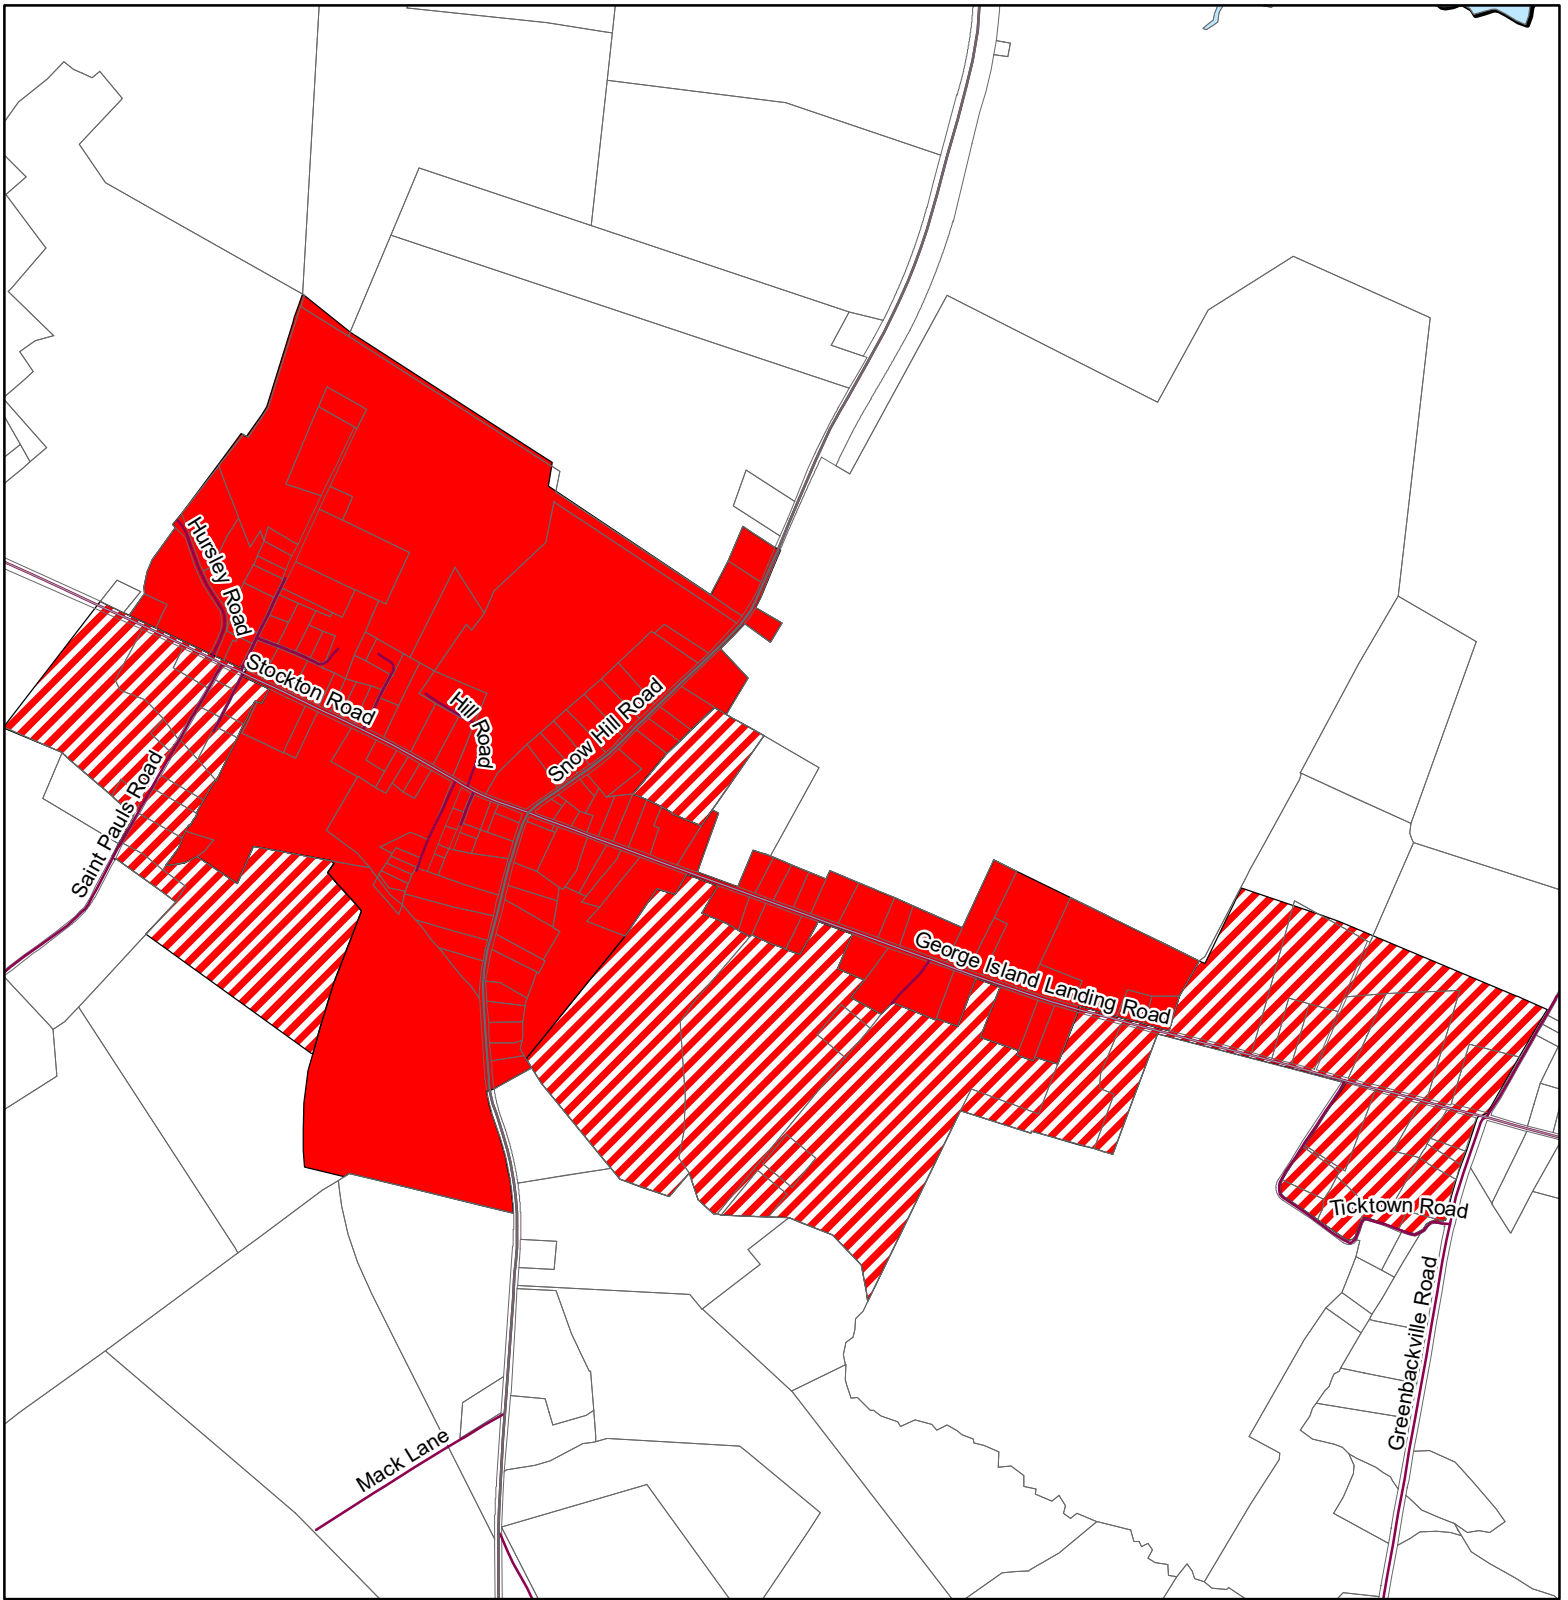 Hursley Road
Stockton Road
Hill Road
Snow Hill Road
Saint Pauls Road
George Island Landing Road
Ticktown Road
Greenbackville Road
Mack Lane